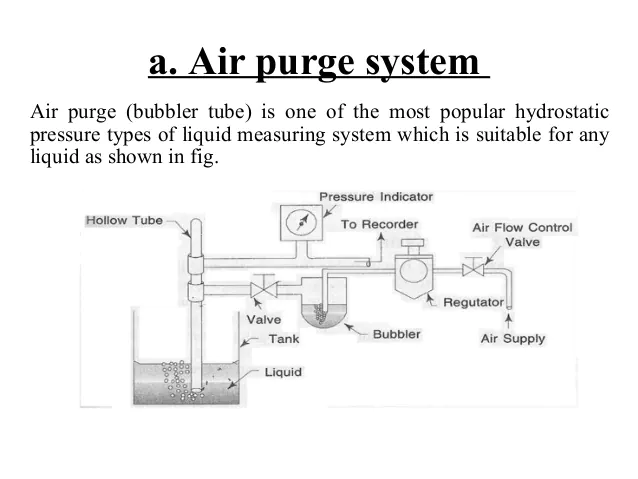 a. Air purge system
Air purge (bubbler tube) is one of the most popular hydrostatic
pressure types of liquid measuring system which is suitable for any
liquid as shown in fig.
Pressure Indicator
Hollow Tube
To Recorder
Air Flow Control
Valve
Regutator
Valve
Bubbler
Air Supply
Tank
Liquid